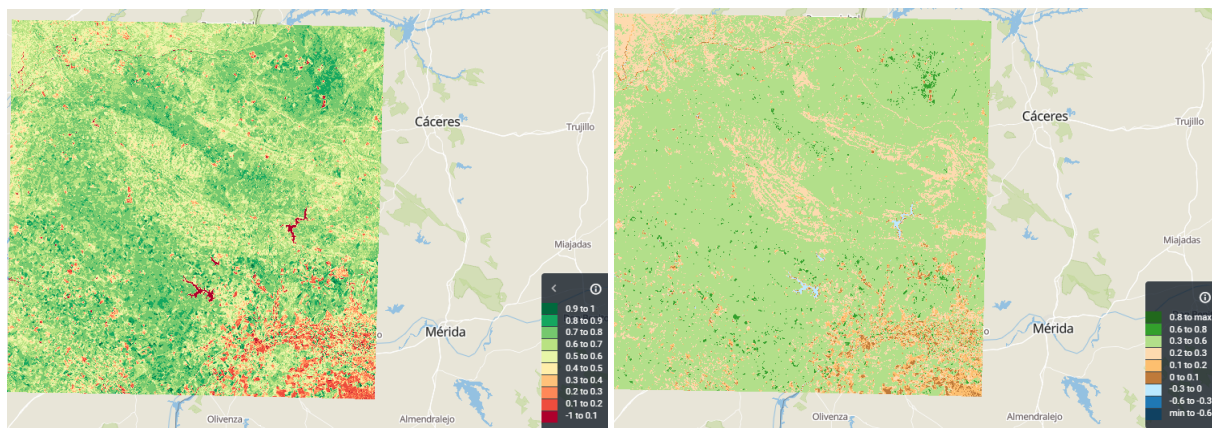 Cáceres
Trujillo
Miajadas
Mérida
Olivenza
Almendralejo
0.9 to 1
0.8 to 0.9
0.7 to 0.8
0.6 to 0.7
0.5 to 0.6
0.4 to 0.5
0.3 to 0.4
0.2 to 0.3
0.1 to 0.2
-1 to 0.1
Cáceres
Trujillo
Miajadas
Mérida
Olivenza
Almendralejo
0.8 to max
0.6 to 0.8
0.3 to 0.6
0.2 to 0.3
0.1 to 0.2
0 to 0.1
-0.3 to 0
-0.6 to -0.3
min to -0.6